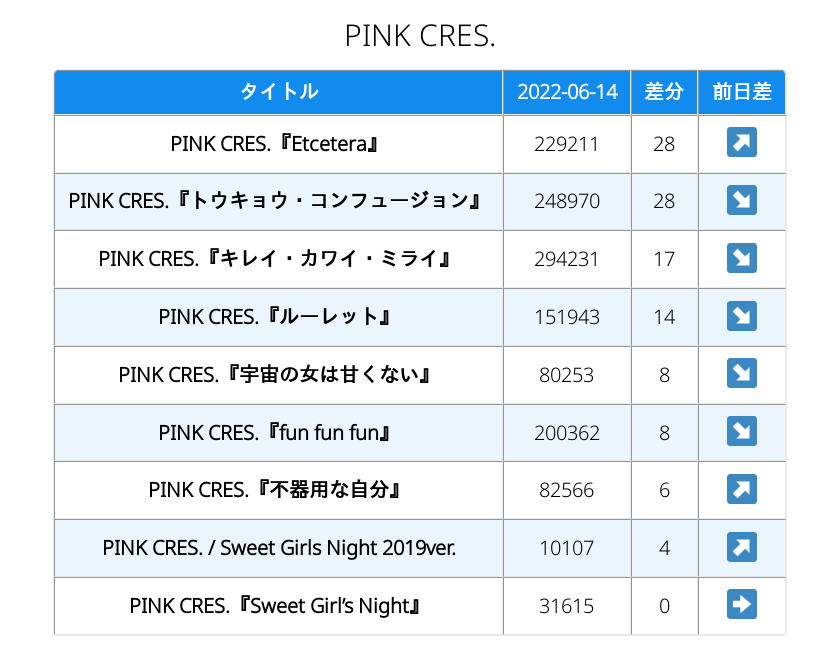 PINK CRES.
タイトル 2022-06-14 差分 前日差
PINK CRES.『Etcetera』 229211 28 ↗
PINK CRES.『トウキョウ・コンフュージョン』 248970 28 ↘
PINK CRES.『キレイ・カワイ・ミライ』 294231 17 ↘
PINK CRES.『ルーレット』 151943 14 ↘
PINK CRES.『宇宙の女は甘くない』 80253 8 ↘
PINK CRES.『fun fun fun』 200362 8 ↘
PINK CRES.『不器用な自分』 82566 6 ↗
PINK CRES. / Sweet Girls Night 2019ver. 10107 4 ↗
PINK CRES.『Sweet Girl’s Night』 31615 0 →